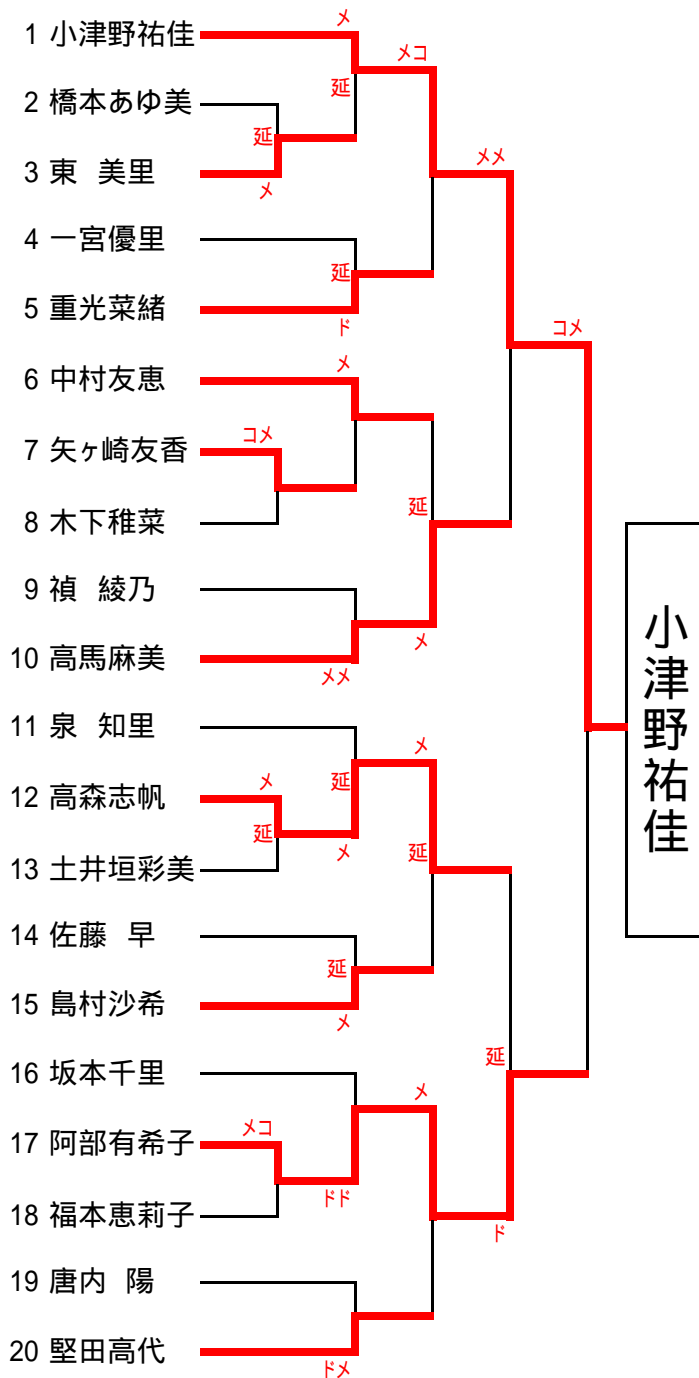 メ
1 小津野祐佳
メコ
延
2 橋本あゆ美
延
メメ
3 東 美里
メ
4 一宮優里
延
5 重光菜緒
ド
コメ
6 中村友恵
メ
コメ
7 矢ヶ崎友香
延
8 木下稚菜
9 禎 綾乃
メ
10 高馬麻美
メメ
小津野祐佳
11 泉 知里
メ
12 高森志帆
メ
延
延
メ
延
13 土井垣彩美
14 佐藤 早
延
15 島村沙希
メ
延
16 坂本千里
メ
メコ
17 阿部有希子
ドド
18 福本恵莉子
ド
19 唐内 陽
20 堅田高代
ドメ